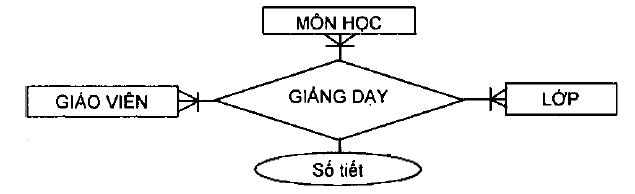 MÔN HỌC
GIÁO VIÊN
GIẢNG DẠY
LỚP
Số tiết